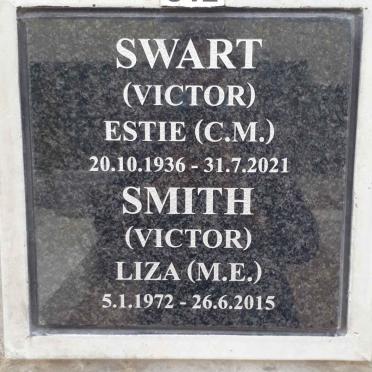 SWART
(VICTOR)
ESTIE (C.M.)
20.10.1936 - 31.7.2021
SMITH
(VICTOR)
LIZA (M.E.)
5.1.1972 - 26.6.2015